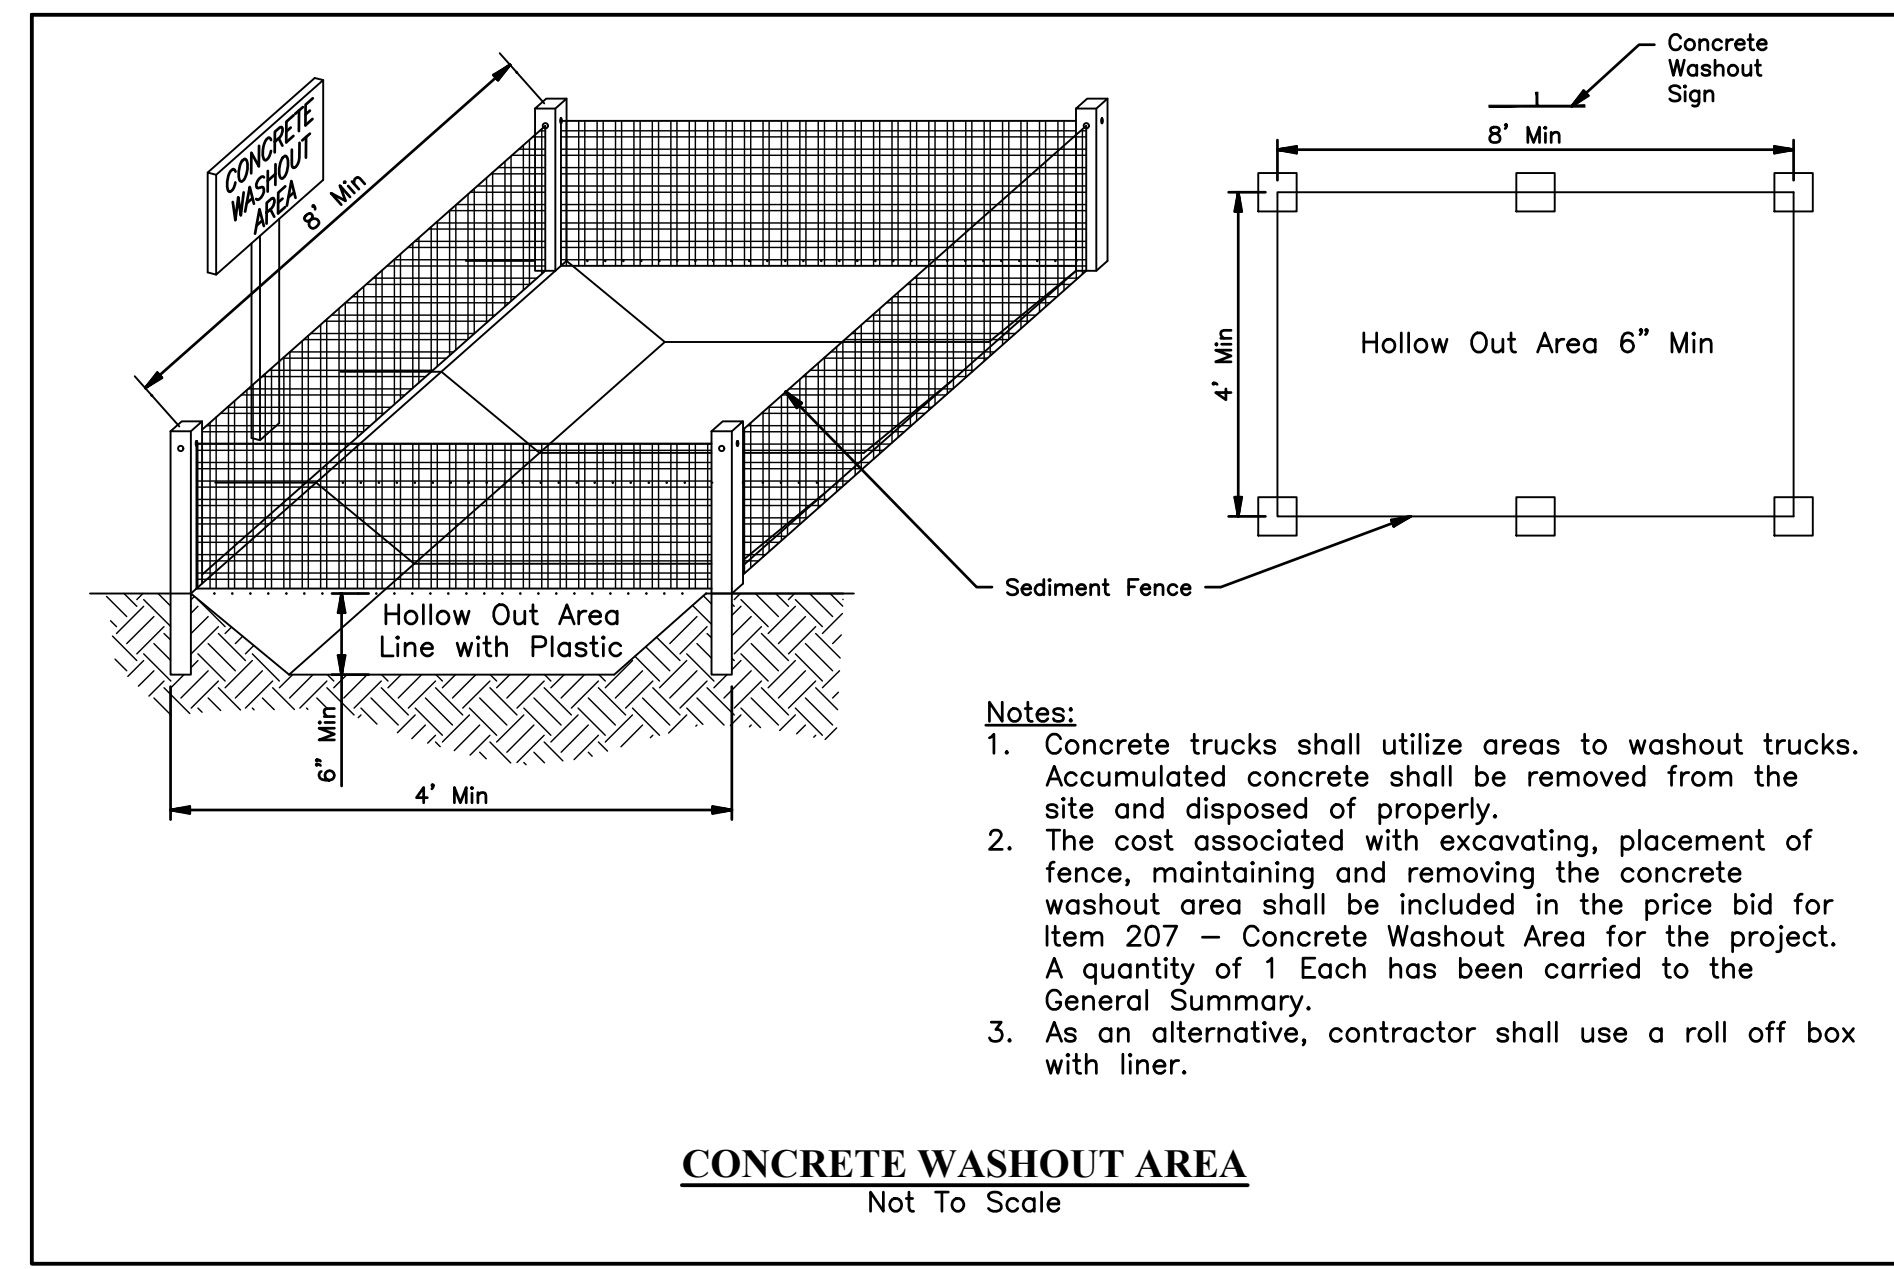 CONCRETE
WASHOUT
AREA
8' Min
Concrete
Washout
Sign
8' Min
4' Min
Hollow Out Area 6" Min
Sediment Fence
Hollow Out Area
Line with Plastic
6" Min
4' Min
Notes:
1. Concrete trucks shall utilize areas to washout trucks.
Accumulated concrete shall be removed from the
site and disposed of properly.
2. The cost associated with excavating, placement of
fence, maintaining and removing the concrete
washout area shall be included in the price bid for
Item 207 – Concrete Washout Area for the project.
A quantity of 1 Each has been carried to the
General Summary.
3. As an alternative, contractor shall use a roll off box
with liner.
CONCRETE WASHOUT AREA
Not To Scale